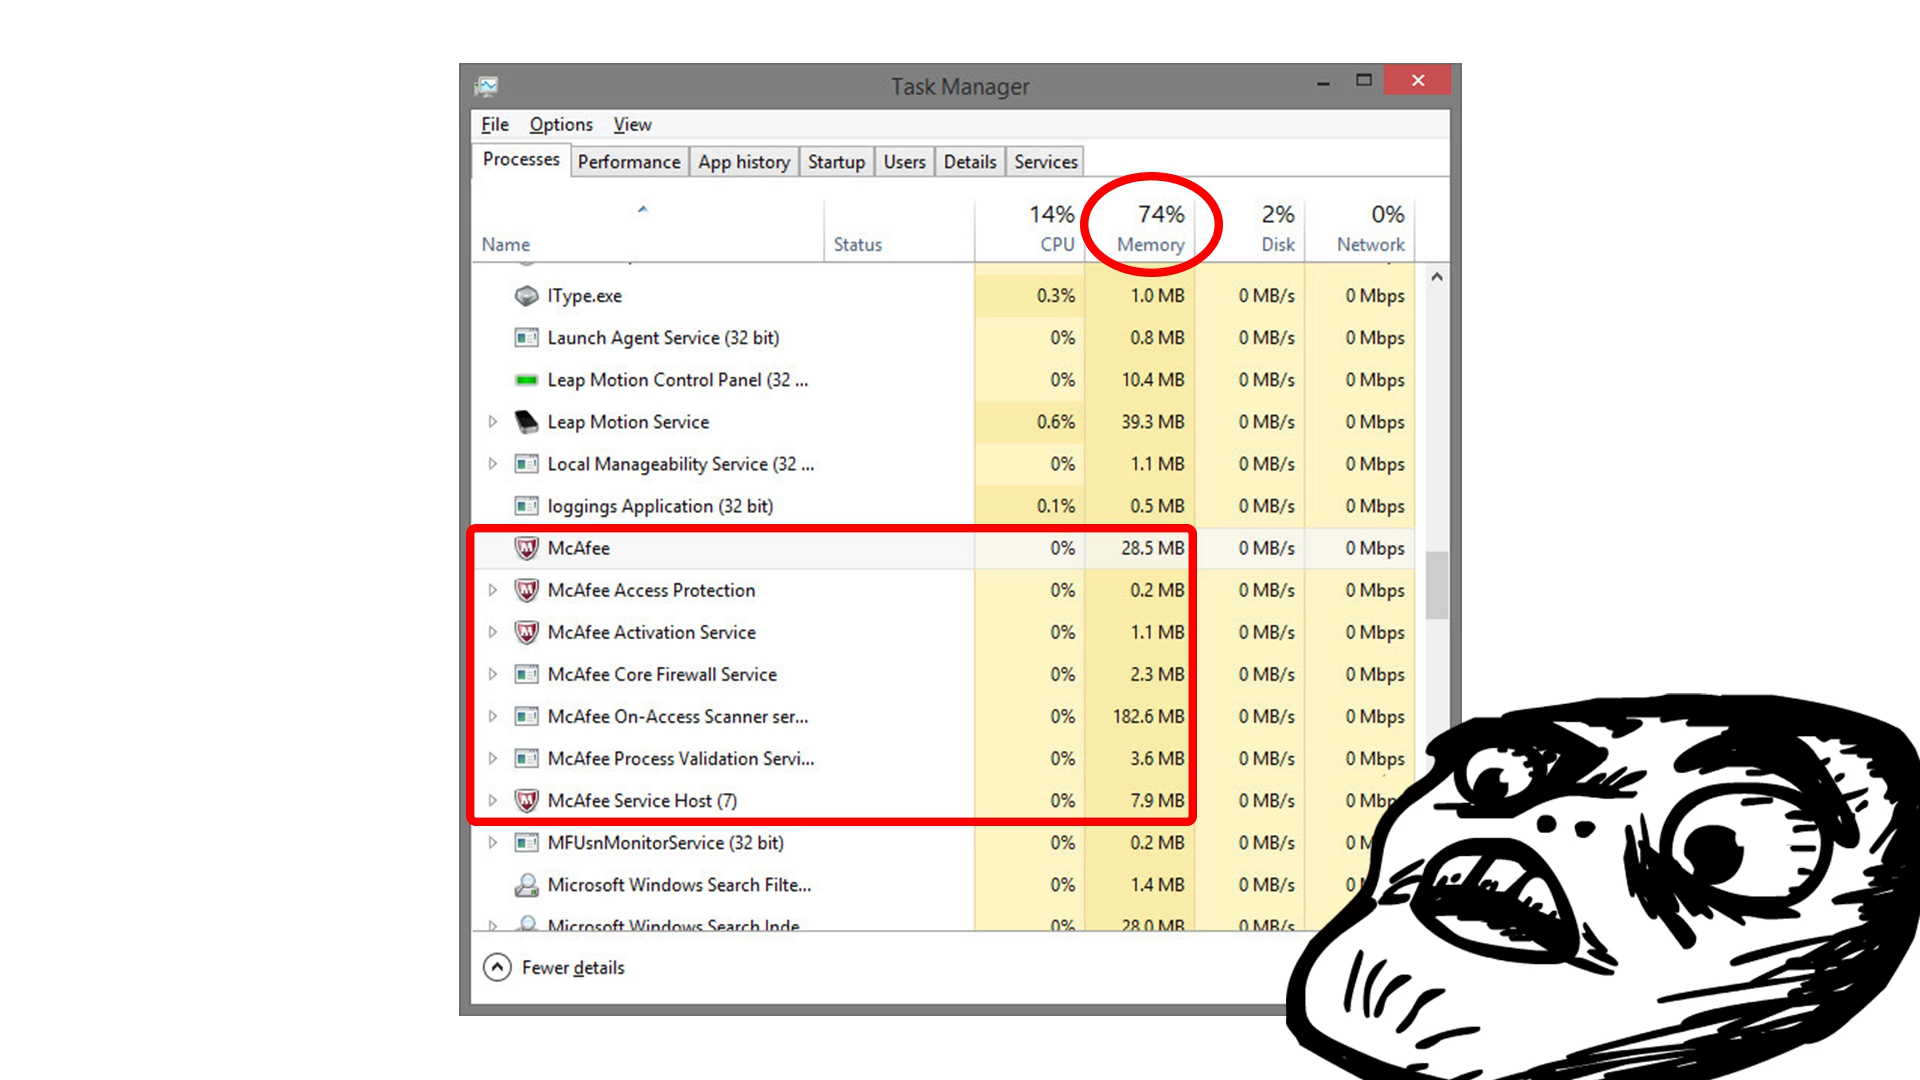 Task Manager
File Options View
Processes Performance App history Startup Users Details Services
14% 74% 2% 0%
Name Status CPU Memory Disk Network
IType.exe 0.3% 1.0 MB 0 MB/s 0 Mbps
Launch Agent Service (32 bit) 0% 0.8 MB 0 MB/s 0 Mbps
Leap Motion Control Panel (32 ... 0% 10.4 MB 0 MB/s 0 Mbps
Leap Motion Service 0.6% 39.3 MB 0 MB/s 0 Mbps
Local Manageability Service (32 ... 0% 1.1 MB 0 MB/s 0 Mbps
loggings Application (32 bit) 0.1% 0.5 MB 0 MB/s 0 Mbps
McAfee 0% 28.5 MB 0 MB/s 0 Mbps
McAfee Access Protection 0% 0.2 MB 0 MB/s 0 Mbps
McAfee Activation Service 0% 1.1 MB 0 MB/s 0 Mbps
McAfee Core Firewall Service 0% 2.3 MB 0 MB/s 0 Mbps
McAfee On-Access Scanner ser... 0% 182.6 MB 0 MB/s 0 Mbps
McAfee Process Validation Servi... 0% 3.6 MB 0 MB/s 0 Mbps
McAfee Service Host (7) 0% 7.9 MB 0 MB/s 0 Mbp
MFUsnMonitorService (32 bit) 0% 0.2 MB 0 MB/s 0 M
Microsoft Windows Search Filte... 0% 1.4 MB 0 MB/s 0
Microsoft Windows Search Inde 0% 28.0 MB 0 MB/s
Fewer details